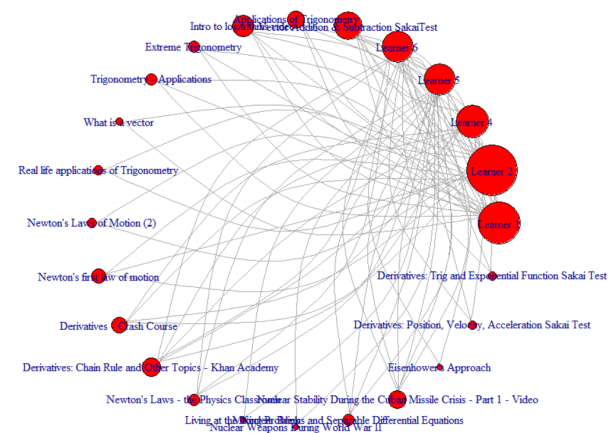 Applications of Trigonometry
Intro to
Addition & Subtraction SakaiTest
Learner 6
Extreme Trigonometry
Learner 5
Trigonometry - Applications
What is a vector
Learner 4
Real life applications of Trigonometry
Learner 2
Newton's Laws of Motion (2)
Learner 1
Newton's first law of motion
Derivatives: Trig and Exponential Function Sakai Test
Derivatives - Crash Course
Derivatives: Position, Velocity, Acceleration Sakai Test
Derivatives: Chain Rule and Other Topics - Khan Academy
Eisenhower's Approach
Newton's Laws - the Physics Classroom
Nuclear Stability During the Cuban Missile Crisis - Part 1 - Video
Living at the
and Separable Differential Equations
Nuclear Weapons During World War II